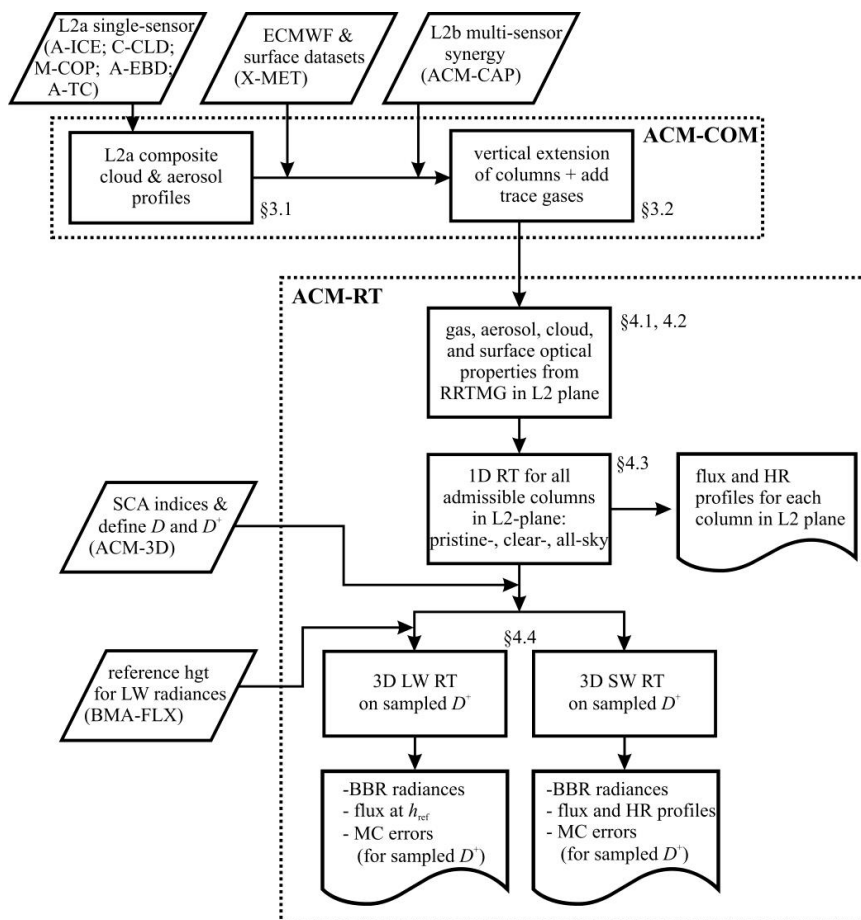 L2a single-sensor
(A-ICE; C-CLD;
M-COP; A-EBD;
A-TC)
ECMWF &
surface datasets
(X-MET)
L2b multi-sensor
synergy
(ACM-CAP)
ACM-COM
L2a composite
cloud & aerosol
profiles
§3.1
vertical extension
of columns + add
trace gases
§3.2
ACM-RT
gas, aerosol, cloud,
and surface optical
properties from
RRTMG in L2 plane
§4.1, 4.2
1D RT for all
admissible columns
in L2-plane:
pristine-, clear-, all-sky
§4.3
flux and HR
profiles for each
column in L2 plane
SCA indices &
define D and D⁺
(ACM-3D)
reference hgt
for LW radiances
(BMA-FLX)
§4.4
3D LW RT
on sampled D⁺
3D SW RT
on sampled D⁺
-BBR radiances
- flux at h_ref
- MC errors
(for sampled D⁺)
-BBR radiances
- flux and HR profiles
- MC errors
(for sampled D⁺)